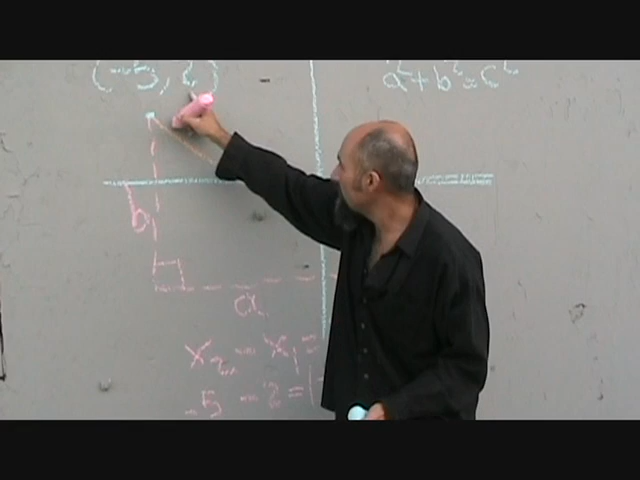 (-5, 2)
a²+b²=c²
b
a
x₂ - x₁ =
-5 - 2 =